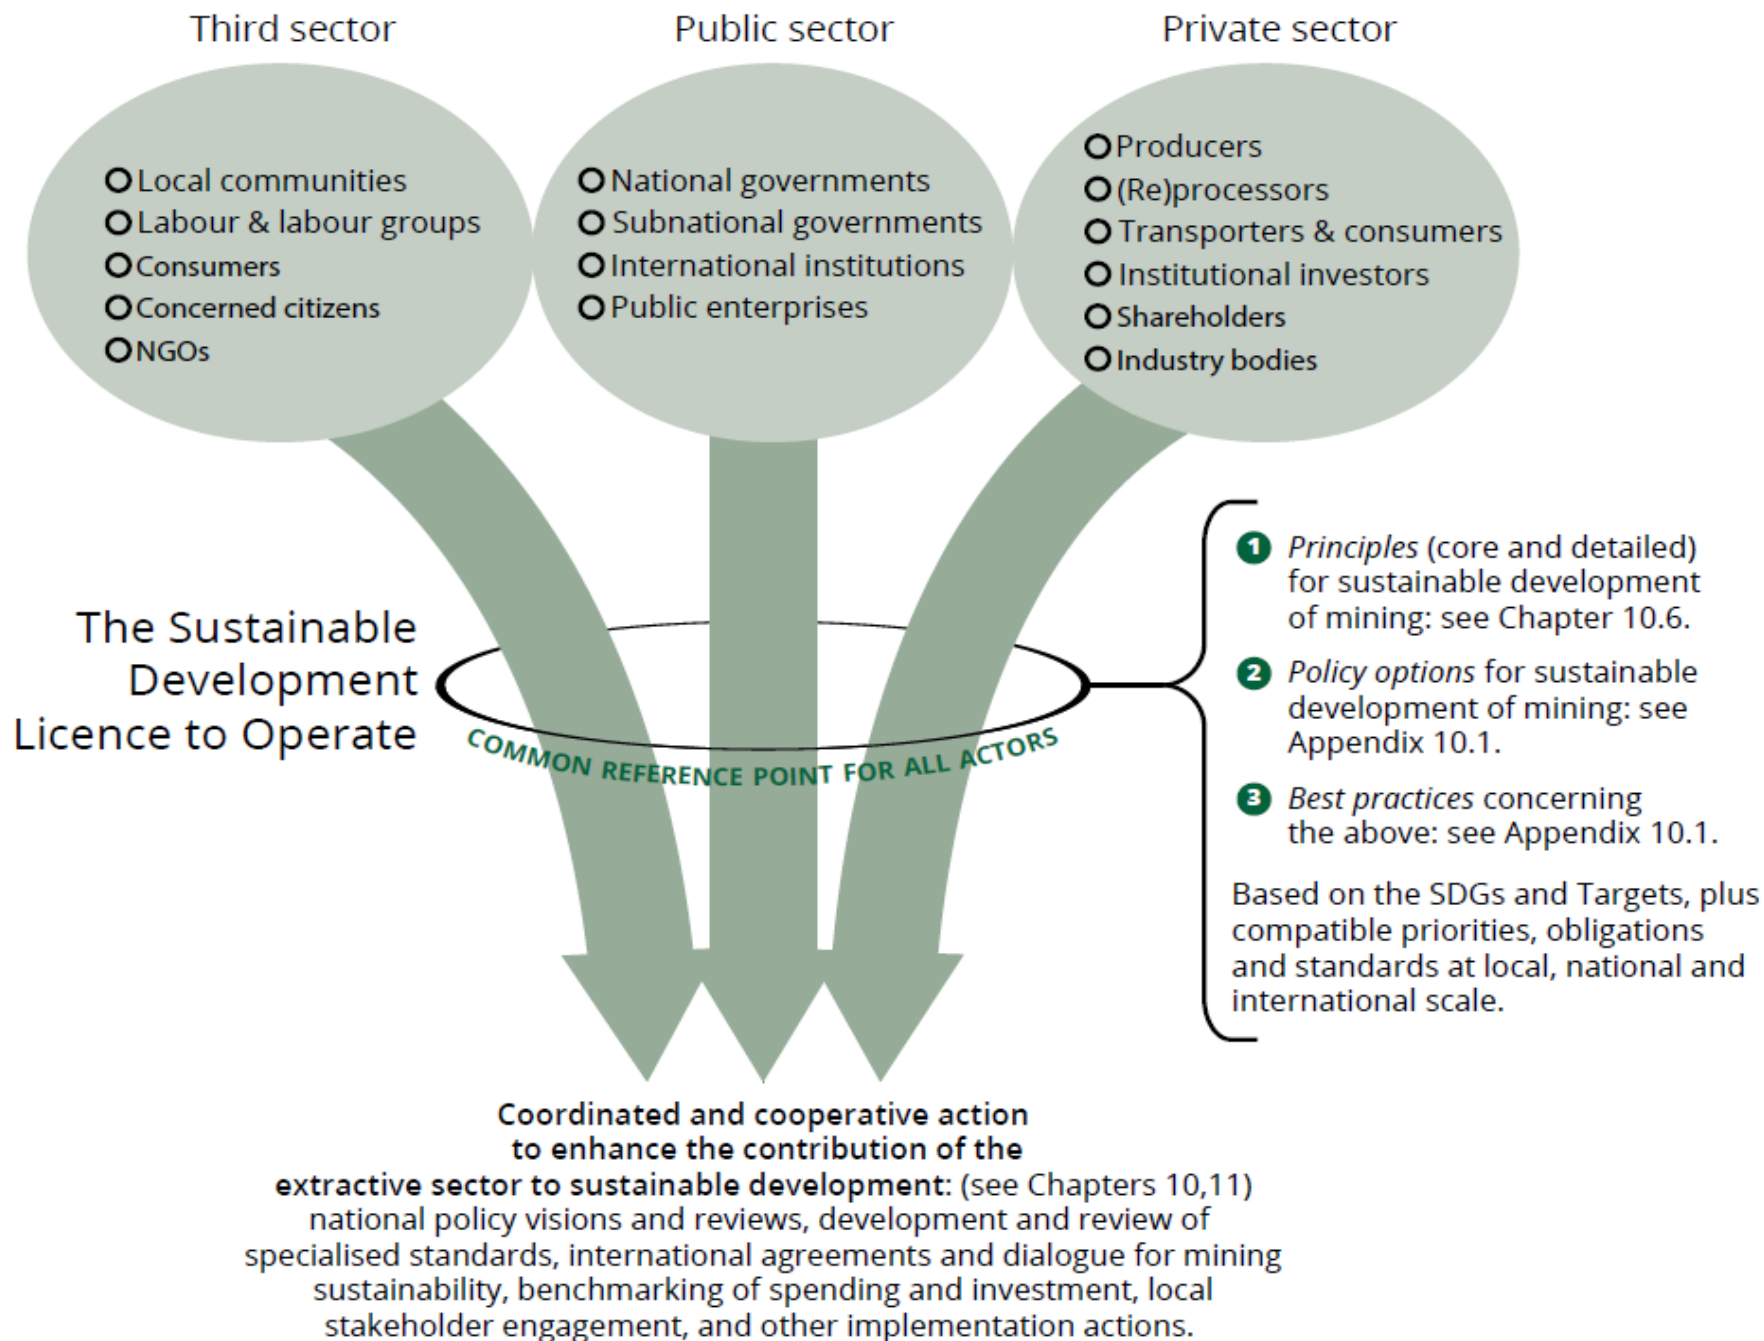 Third sector
Public sector
Private sector
Local communities
Labour & labour groups
Consumers
Concerned citizens
NGOs
National governments
Subnational governments
International institutions
Public enterprises
Producers
(Re)processors
Transporters & consumers
Institutional investors
Shareholders
Industry bodies
The Sustainable
Development
Licence to Operate
COMMON REFERENCE POINT FOR ALL ACTORS
1 Principles (core and detailed)
for sustainable development
of mining: see Chapter 10.6.
2 Policy options for sustainable
development of mining: see
Appendix 10.1.
3 Best practices concerning
the above: see Appendix 10.1.
Based on the SDGs and Targets, plus
compatible priorities, obligations
and standards at local, national and
international scale.
Coordinated and cooperative action
to enhance the contribution of the
extractive sector to sustainable development: (see Chapters 10,11)
national policy visions and reviews, development and review of
specialised standards, international agreements and dialogue for mining
sustainability, benchmarking of spending and investment, local
stakeholder engagement, and other implementation actions.